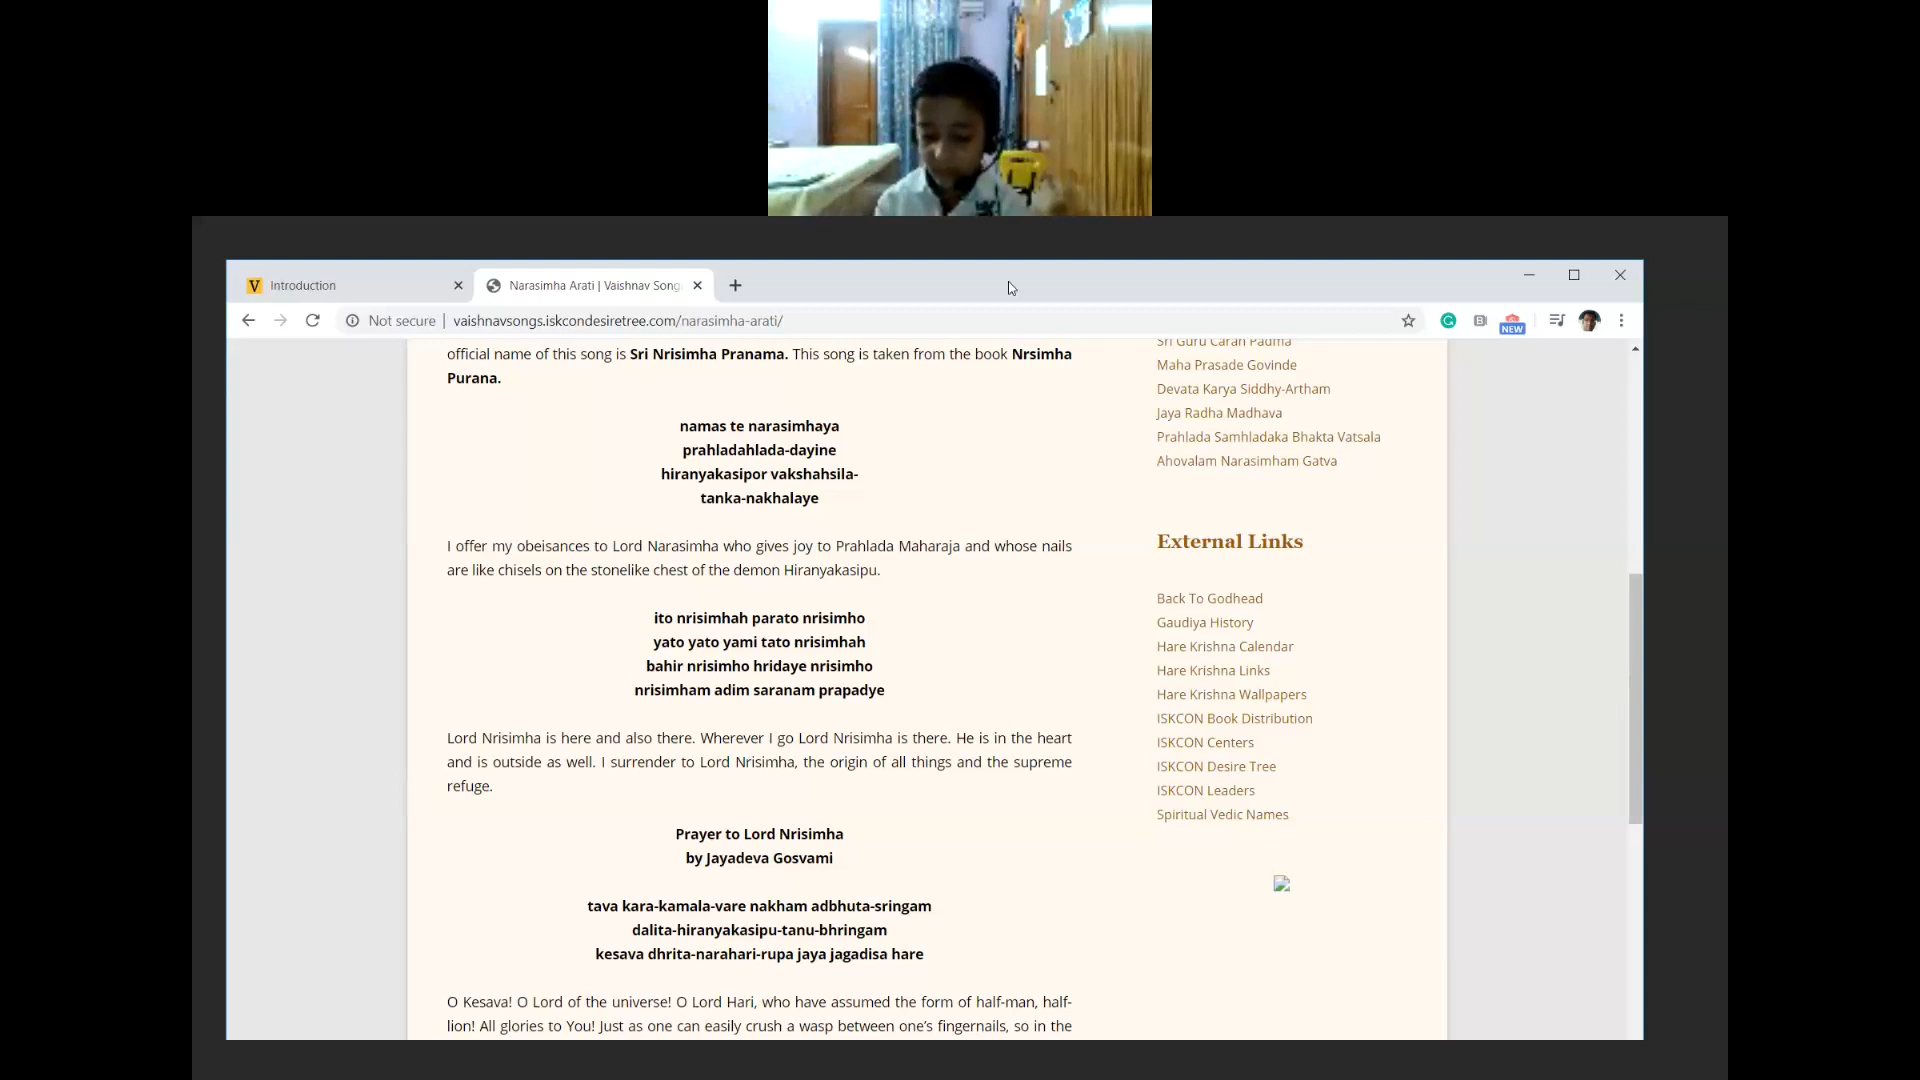 Introduction
Narasimha Arati | Vaishnav Song
Not secure | vaishnavsongs.iskcondesiretree.com/narasimha-arati/
NEW
official name of this song is Sri Nrisimha Pranama. This song is taken from the book Nrsimha
Purana.
namas te narasimhaya
prahladahlada-dayine
hiranyakasipor vakshahsila-
tanka-nakhalaye
I offer my obeisances to Lord Narasimha who gives joy to Prahlada Maharaja and whose nails
are like chisels on the stonelike chest of the demon Hiranyakasipu.
ito nrisimhah parato nrisimho
yato yato yami tato nrisimhah
bahir nrisimho hridaye nrisimho
nrisimham adim saranam prapadye
Lord Nrisimha is here and also there. Wherever I go Lord Nrisimha is there. He is in the heart
and is outside as well. I surrender to Lord Nrisimha, the origin of all things and the supreme
refuge.
Prayer to Lord Nrisimha
by Jayadeva Gosvami
tava kara-kamala-vare nakham adbhuta-sringam
dalita-hiranyakasipu-tanu-bhringam
kesava dhrita-narahari-rupa jaya jagadisa hare
O Kesava! O Lord of the universe! O Lord Hari, who have assumed the form of half-man, half-
lion! All glories to You! Just as one can easily crush a wasp between one's fingernails, so in the
Sri Guru Caran Padma
Maha Prasade Govinde
Devata Karya Siddhy-Artham
Jaya Radha Madhava
Prahlada Samhladaka Bhakta Vatsala
Ahovalam Narasimham Gatva
External Links
Back To Godhead
Gaudiya History
Hare Krishna Calendar
Hare Krishna Links
Hare Krishna Wallpapers
ISKCON Book Distribution
ISKCON Centers
ISKCON Desire Tree
ISKCON Leaders
Spiritual Vedic Names